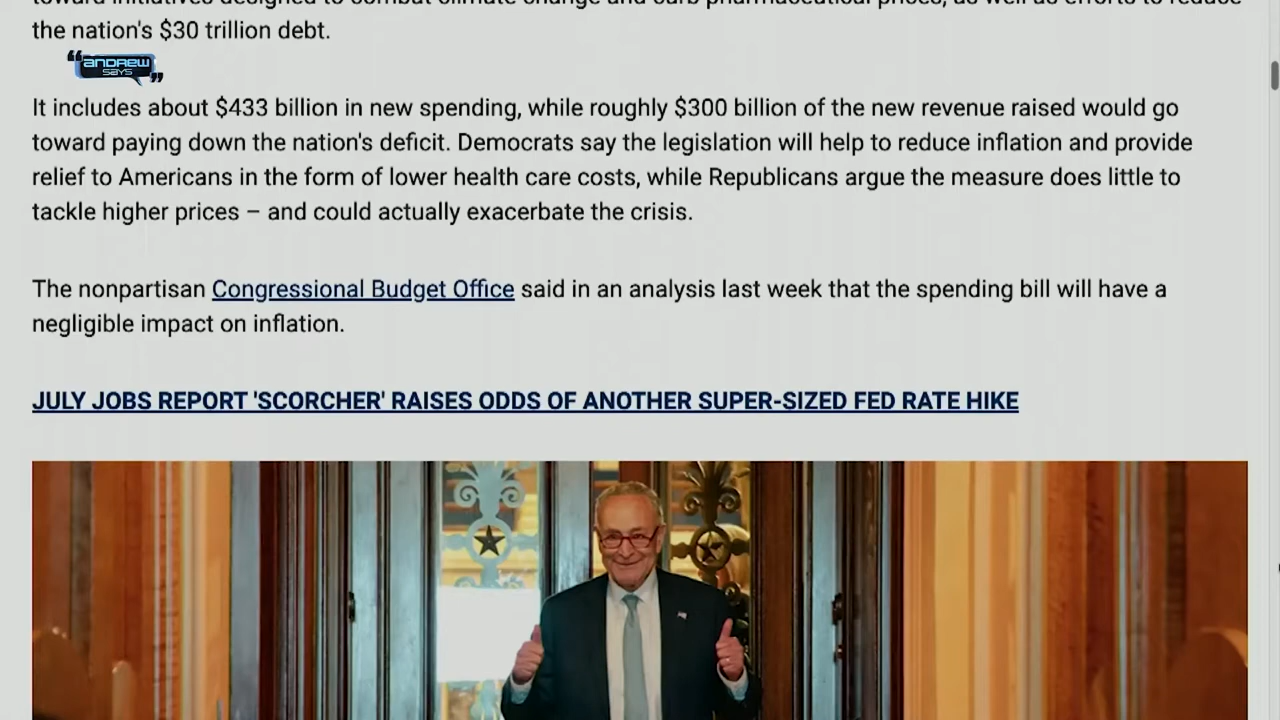 toward initiatives designed to combat climate change and curb pharmaceutical prices, as well as efforts to reduce
the nation's $30 trillion debt.
“ANDREW
SAYS”
It includes about $433 billion in new spending, while roughly $300 billion of the new revenue raised would go
toward paying down the nation's deficit. Democrats say the legislation will help to reduce inflation and provide
relief to Americans in the form of lower health care costs, while Republicans argue the measure does little to
tackle higher prices – and could actually exacerbate the crisis.
The nonpartisan Congressional Budget Office said in an analysis last week that the spending bill will have a
negligible impact on inflation.
JULY JOBS REPORT 'SCORCHER' RAISES ODDS OF ANOTHER SUPER-SIZED FED RATE HIKE